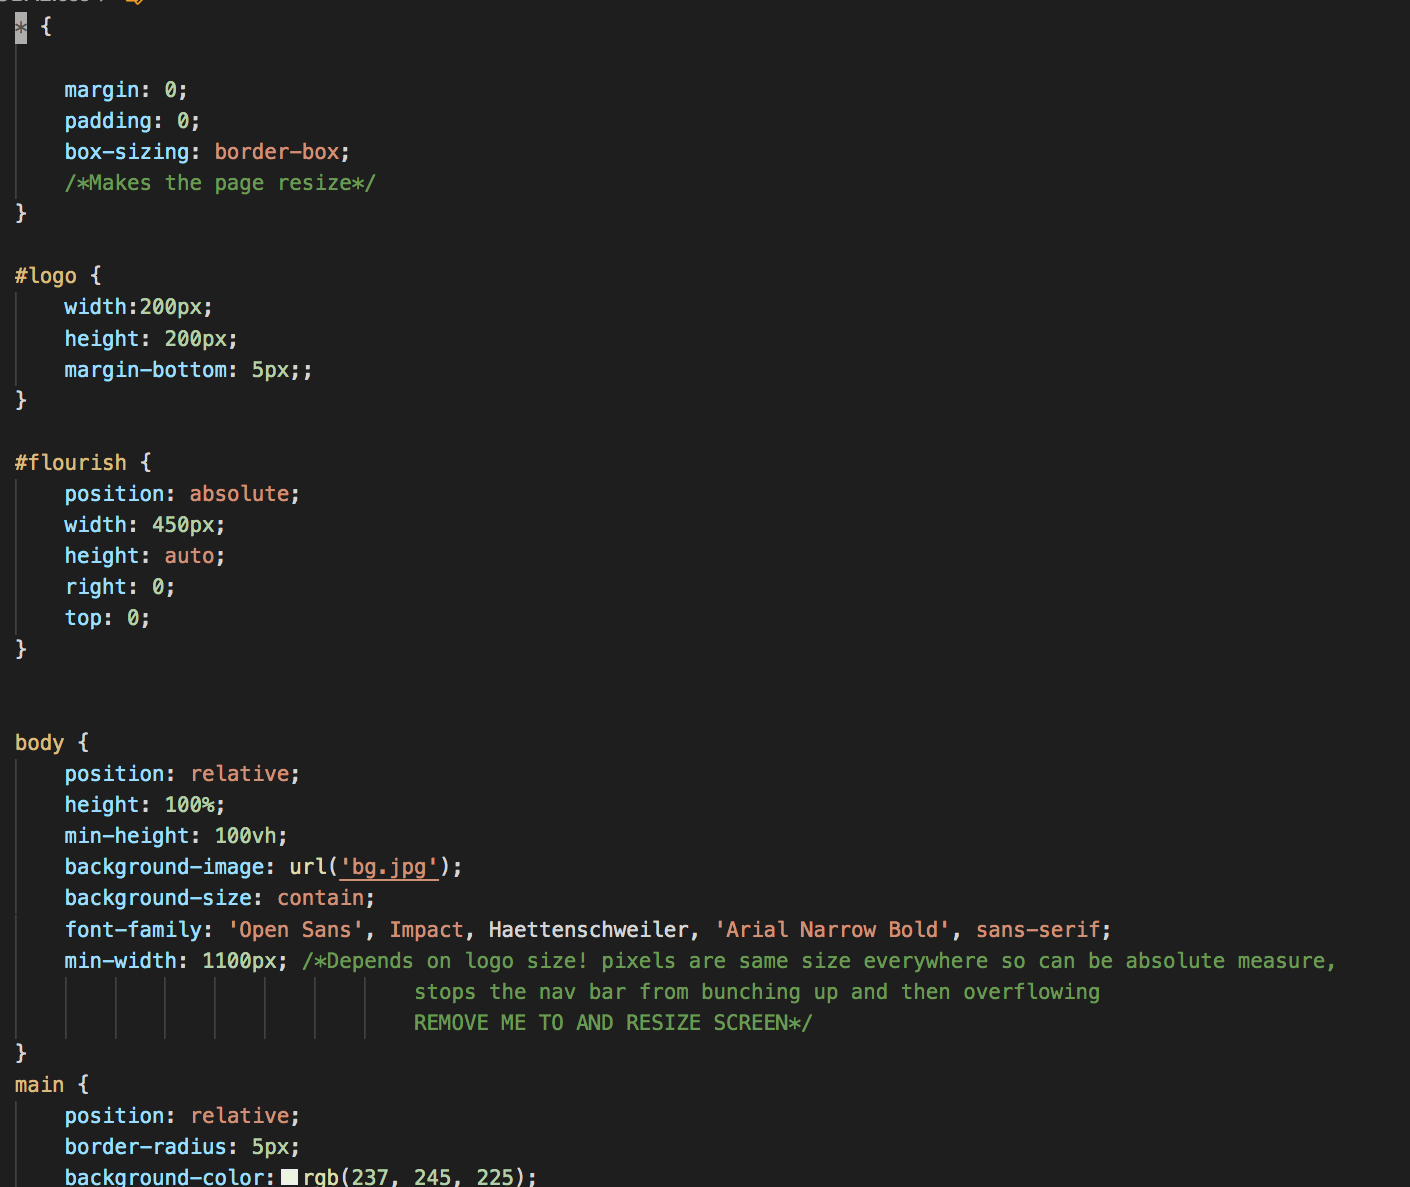 * {
margin: 0;
padding: 0;
box-sizing: border-box;
/*Makes the page resize*/
}
#logo {
width:200px;
height: 200px;
margin-bottom: 5px;;
}
#flourish {
position: absolute;
width: 450px;
height: auto;
right: 0;
top: 0;
}
body {
position: relative;
height: 100%;
min-height: 100vh;
background-image: url('bg.jpg');
background-size: contain;
font-family: 'Open Sans', Impact, Haettenschweiler, 'Arial Narrow Bold', sans-serif;
min-width: 1100px; /*Depends on logo size! pixels are same size everywhere so can be absolute measure,
stops the nav bar from bunching up and then overflowing
REMOVE ME TO AND RESIZE SCREEN*/
}
main {
position: relative;
border-radius: 5px;
background-color: rgb(237, 245, 225);